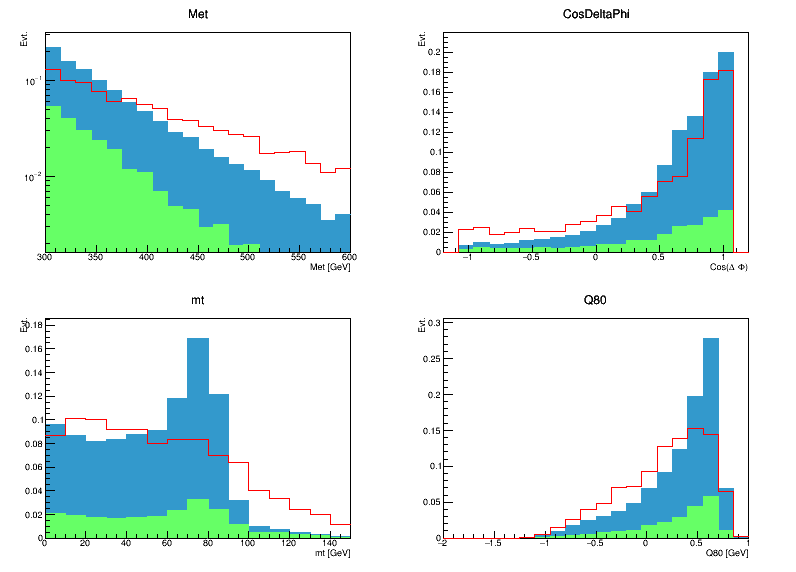 Met
Evt.
10⁻¹
10⁻²
300 350 400 450 500 550 600
Met [GeV]
CosDeltaPhi
Evt.
0.2
0.18
0.16
0.14
0.12
0.1
0.08
0.06
0.04
0.02
0
−1 −0.5 0 0.5 1
Cos(Δ Φ)
mt
Evt.
0.18
0.16
0.14
0.12
0.1
0.08
0.06
0.04
0.02
0
0 20 40 60 80 100 120 140
mt [GeV]
Q80
Evt.
0.3
0.25
0.2
0.15
0.1
0.05
0
−2 −1.5 −1 −0.5 0 0.5 1
Q80 [GeV]